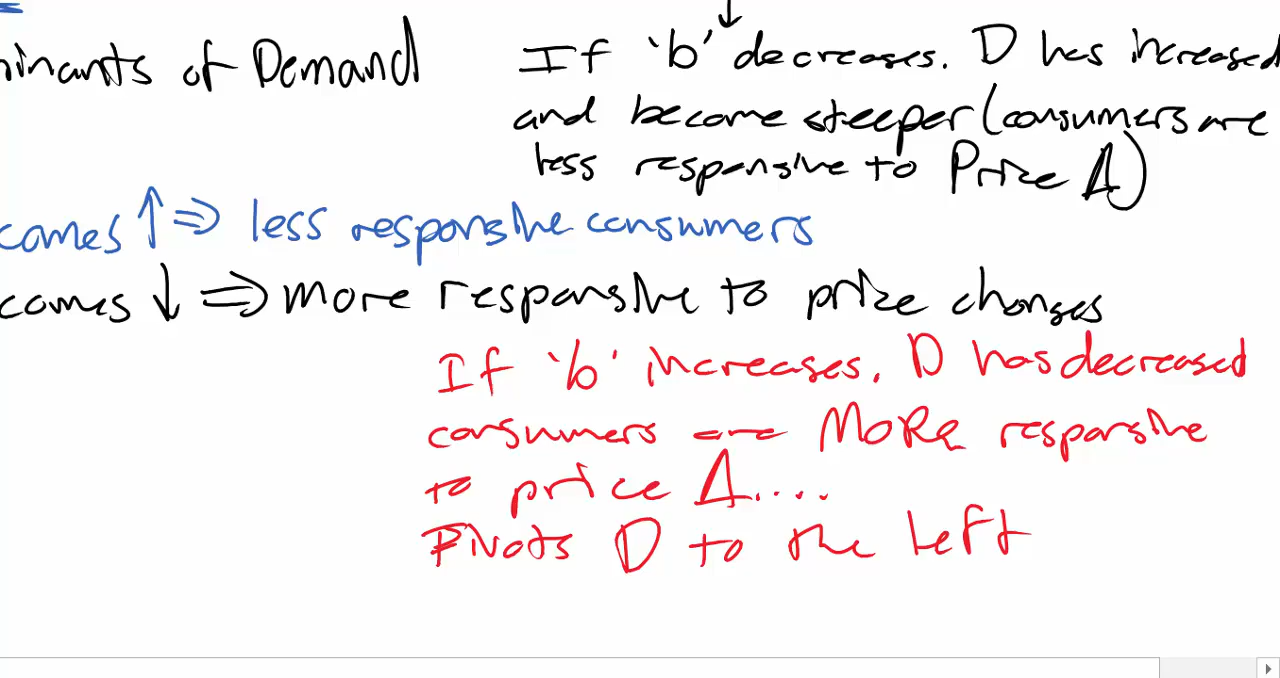 minants of Demand
If 'b' ↓ decreases. D has increased
and become steeper (consumers are
less responsive to Price Δ)
comes ↑ ⇒ less responsive consumers
comes ↓ ⇒ more responsive to price changes
If 'b' increases. D has decreased
consumers are MORE responsive
to price Δ....
Pivots D to the left